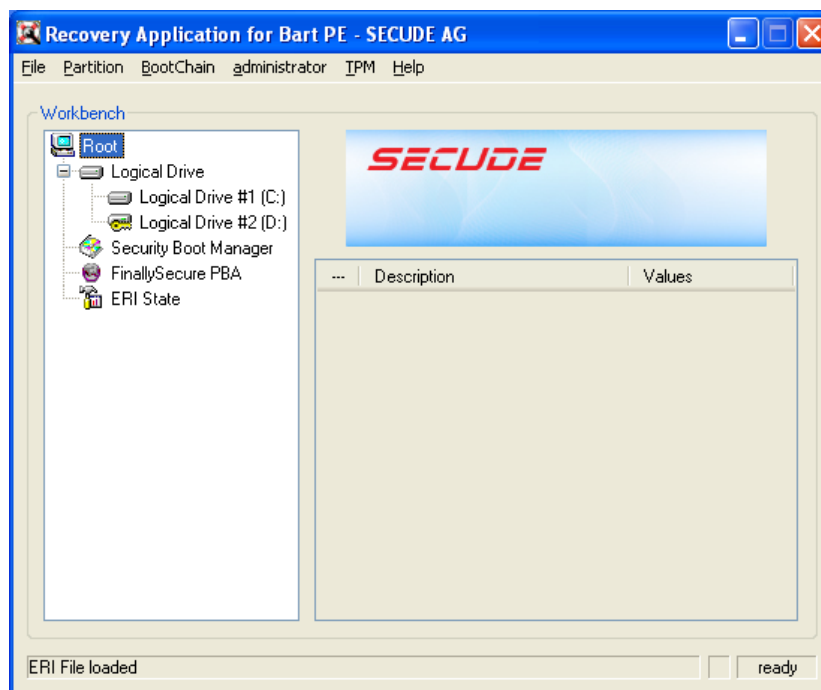 Recovery Application for Bart PE - SECUDE AG
File Partition BootChain administrator TPM Help
Workbench
Root
Logical Drive
Logical Drive #1 (C:)
Logical Drive #2 (D:)
Security Boot Manager
FinallySecure PBA
ERI State
SECUDE
--- Description Values
ERI File loaded ready